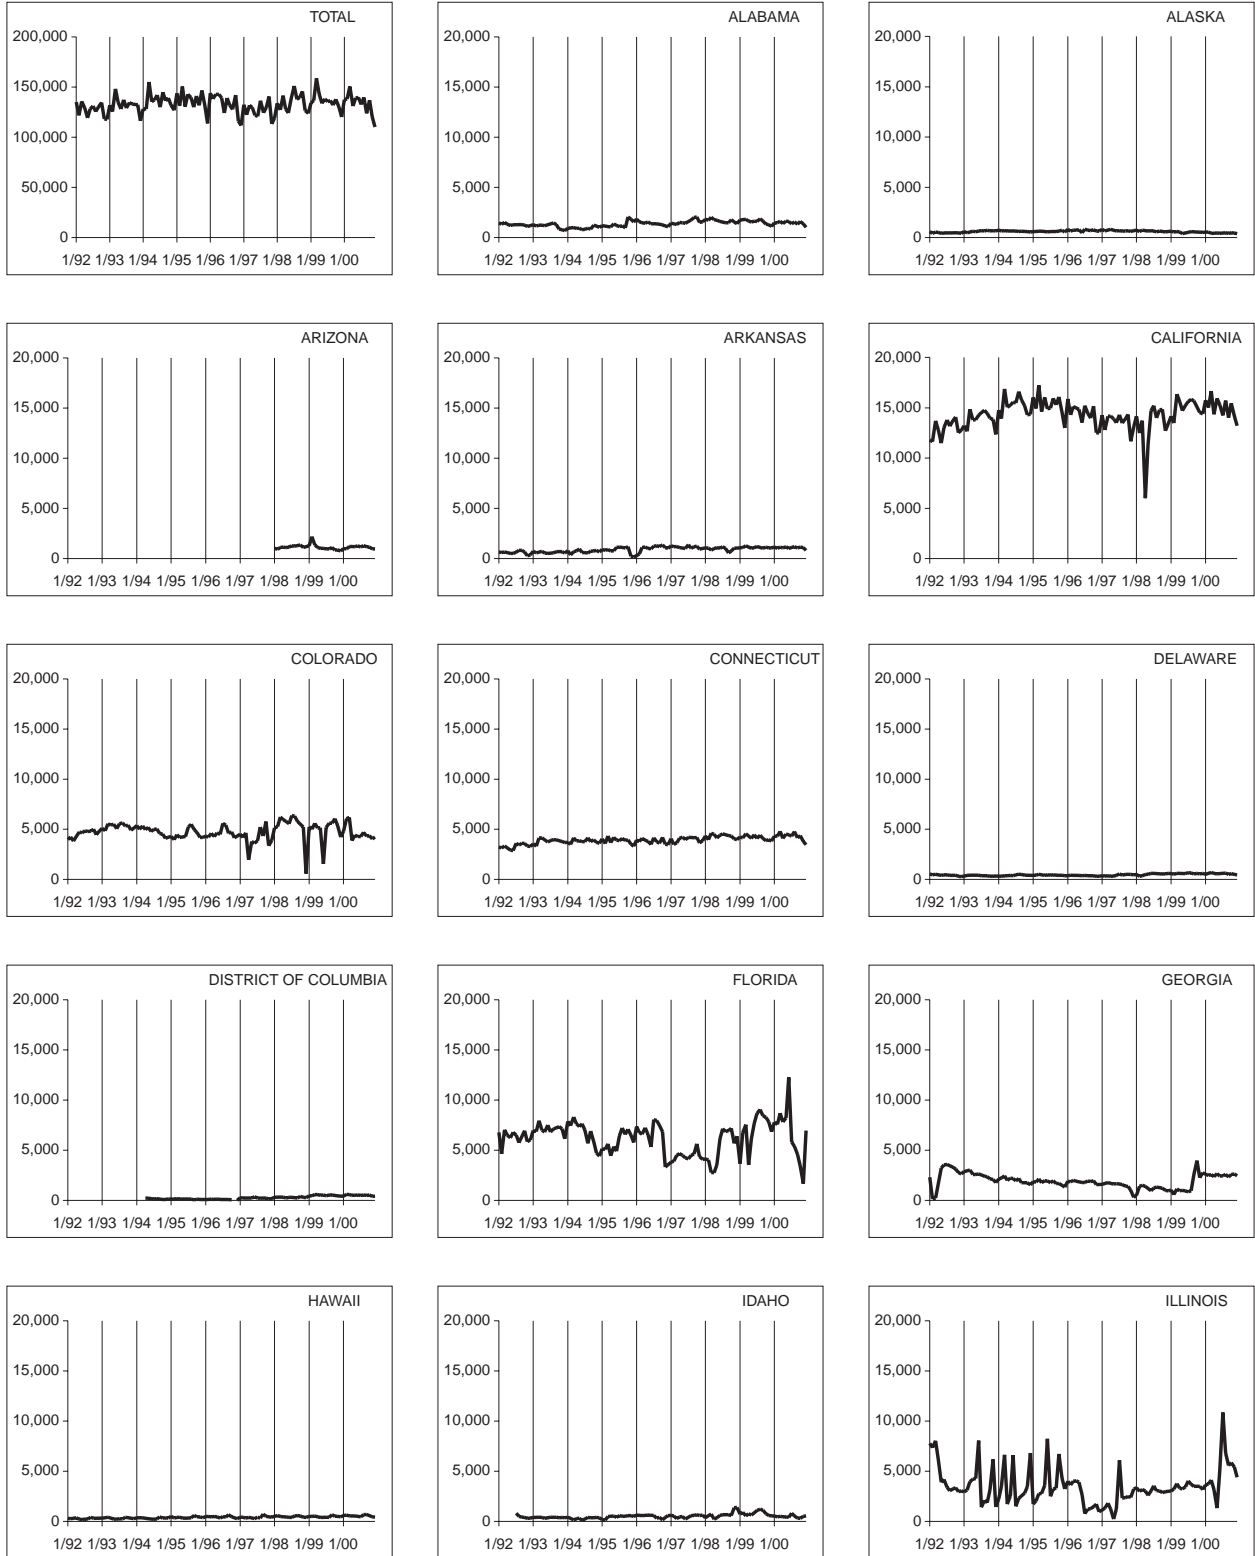 TOTAL
200,000
150,000
100,000
50,000
0
1/92 1/93 1/94 1/95 1/96 1/97 1/98 1/99 1/00
ALABAMA
20,000
15,000
10,000
5,000
0
1/92 1/93 1/94 1/95 1/96 1/97 1/98 1/99 1/00
ALASKA
20,000
15,000
10,000
5,000
0
1/92 1/93 1/94 1/95 1/96 1/97 1/98 1/99 1/00
ARIZONA
20,000
15,000
10,000
5,000
0
1/92 1/93 1/94 1/95 1/96 1/97 1/98 1/99 1/00
ARKANSAS
20,000
15,000
10,000
5,000
0
1/92 1/93 1/94 1/95 1/96 1/97 1/98 1/99 1/00
CALIFORNIA
20,000
15,000
10,000
5,000
0
1/92 1/93 1/94 1/95 1/96 1/97 1/98 1/99 1/00
COLORADO
20,000
15,000
10,000
5,000
0
1/92 1/93 1/94 1/95 1/96 1/97 1/98 1/99 1/00
CONNECTICUT
20,000
15,000
10,000
5,000
0
1/92 1/93 1/94 1/95 1/96 1/97 1/98 1/99 1/00
DELAWARE
20,000
15,000
10,000
5,000
0
1/92 1/93 1/94 1/95 1/96 1/97 1/98 1/99 1/00
DISTRICT OF COLUMBIA
20,000
15,000
10,000
5,000
0
1/92 1/93 1/94 1/95 1/96 1/97 1/98 1/99 1/00
FLORIDA
20,000
15,000
10,000
5,000
0
1/92 1/93 1/94 1/95 1/96 1/97 1/98 1/99 1/00
GEORGIA
20,000
15,000
10,000
5,000
0
1/92 1/93 1/94 1/95 1/96 1/97 1/98 1/99 1/00
HAWAII
20,000
15,000
10,000
5,000
0
1/92 1/93 1/94 1/95 1/96 1/97 1/98 1/99 1/00
IDAHO
20,000
15,000
10,000
5,000
0
1/92 1/93 1/94 1/95 1/96 1/97 1/98 1/99 1/00
ILLINOIS
20,000
15,000
10,000
5,000
0
1/92 1/93 1/94 1/95 1/96 1/97 1/98 1/99 1/00